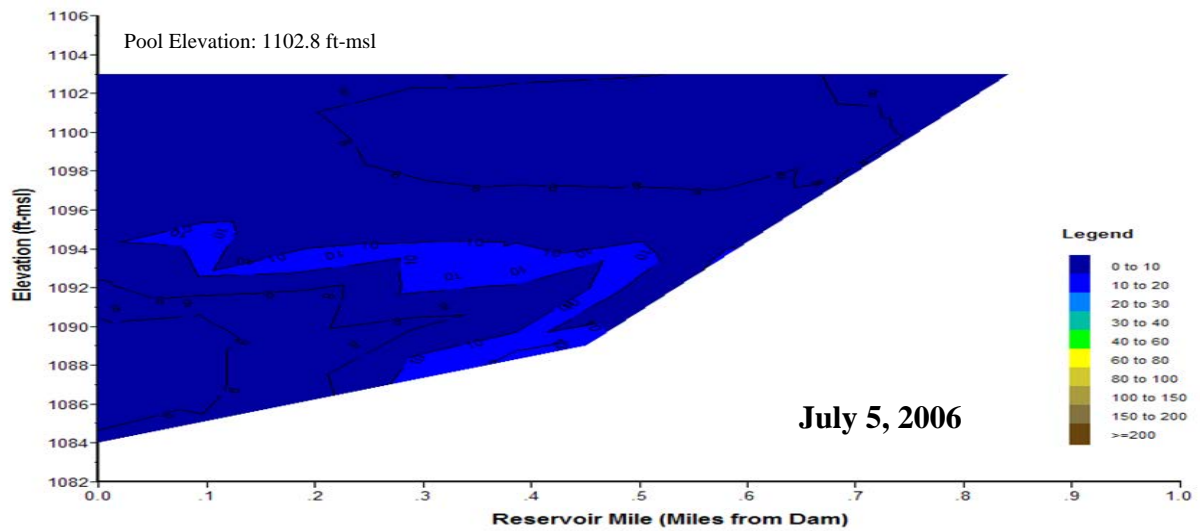 1106
Pool Elevation: 1102.8 ft-msl
1104
1102
1100
1098
1096
1094
1092
1090
1088
1086
1084
1082
Elevation (ft-msl)
Legend
0 to 10
10 to 20
20 to 30
30 to 40
40 to 60
60 to 80
80 to 100
100 to 150
150 to 200
>=200
July 5, 2006
0.0 .1 .2 .3 .4 .5 .6 .7 .8 .9 1.0
Reservoir Mile (Miles from Dam)